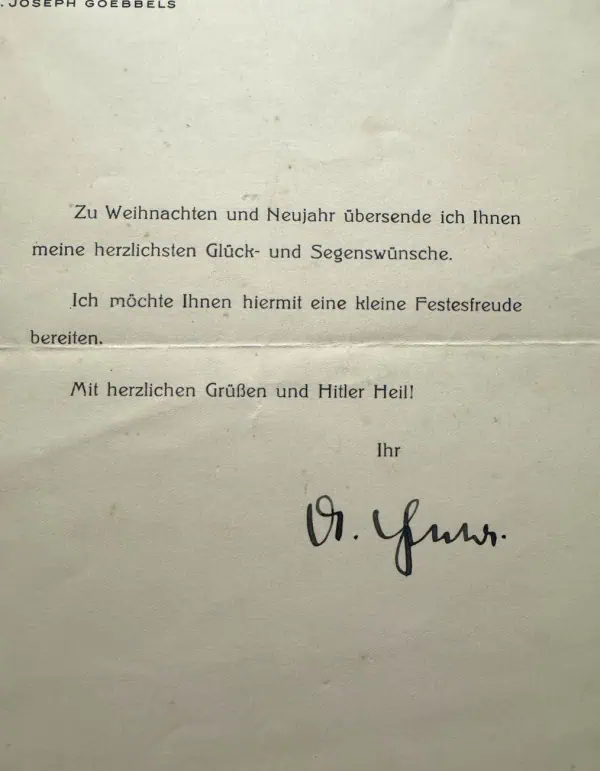 . JOSEPH GOEBBELS
Zu Weihnachten und Neujahr übersende ich Ihnen
meine herzlichsten Glück- und Segenswünsche.
Ich möchte Ihnen hiermit eine kleine Festesfreude
bereiten.
Mit herzlichen Grüßen und Hitler Heil!
Ihr
Dr.